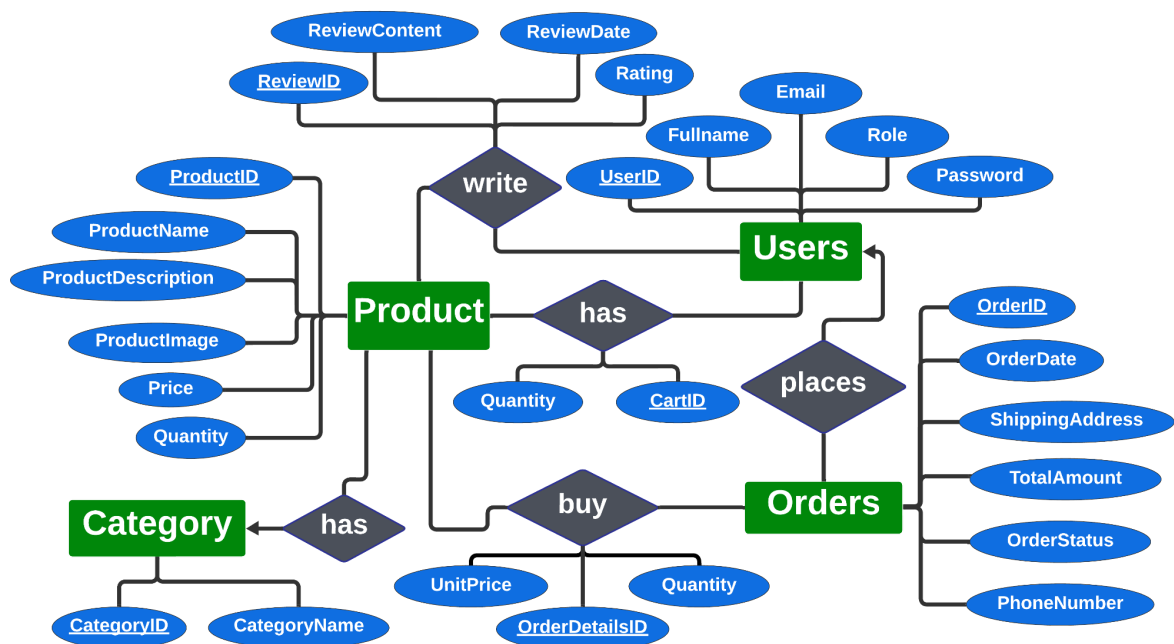 ReviewContent
ReviewDate
ReviewID
Rating
Email
Fullname
Role
write
ProductID
UserID
Password
ProductName
Users
ProductDescription
Product
has
OrderID
ProductImage
OrderDate
Price
Quantity
CartID
places
ShippingAddress
Quantity
TotalAmount
Category
has
buy
Orders
OrderStatus
UnitPrice
Quantity
PhoneNumber
CategoryID
CategoryName
OrderDetailsID